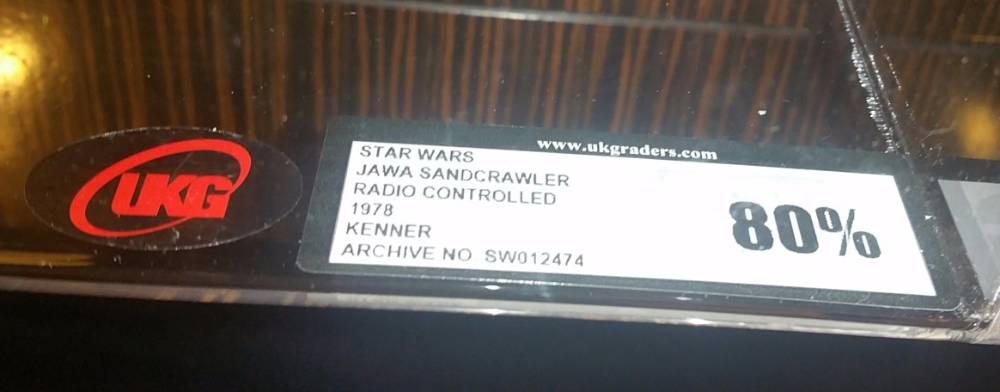 UKG
www.ukgraders.com
STAR WARS
JAWA SANDCRAWLER
RADIO CONTROLLED
1978
KENNER
ARCHIVE NO SW012474
80%